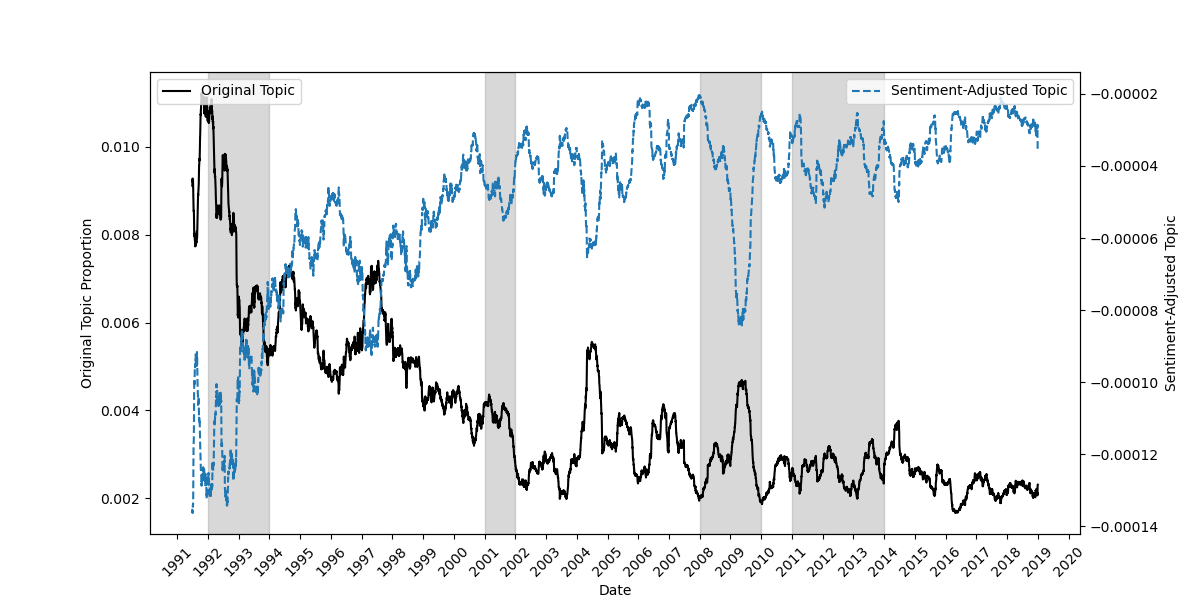 Original Topic
Sentiment-Adjusted Topic
Original Topic Proportion
0.010
0.008
0.006
0.004
0.002
−0.00002
−0.00004
−0.00006
−0.00008
−0.00010
−0.00012
−0.00014
Sentiment-Adjusted Topic
1991 1992 1993 1994 1995 1996 1997 1998 1999 2000 2001 2002 2003 2004 2005 2006 2007 2008 2009 2010 2011 2012 2013 2014 2015 2016 2017 2018 2019 2020
Date